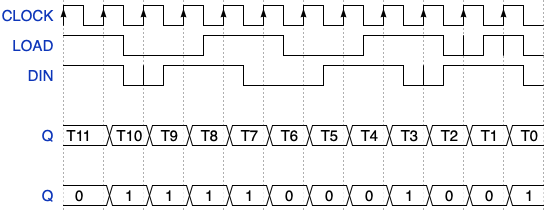 CLOCK
LOAD
DIN
Q T11 T10 T9 T8 T7 T6 T5 T4 T3 T2 T1 T0
Q 0 1 1 1 1 0 0 0 1 0 0 1